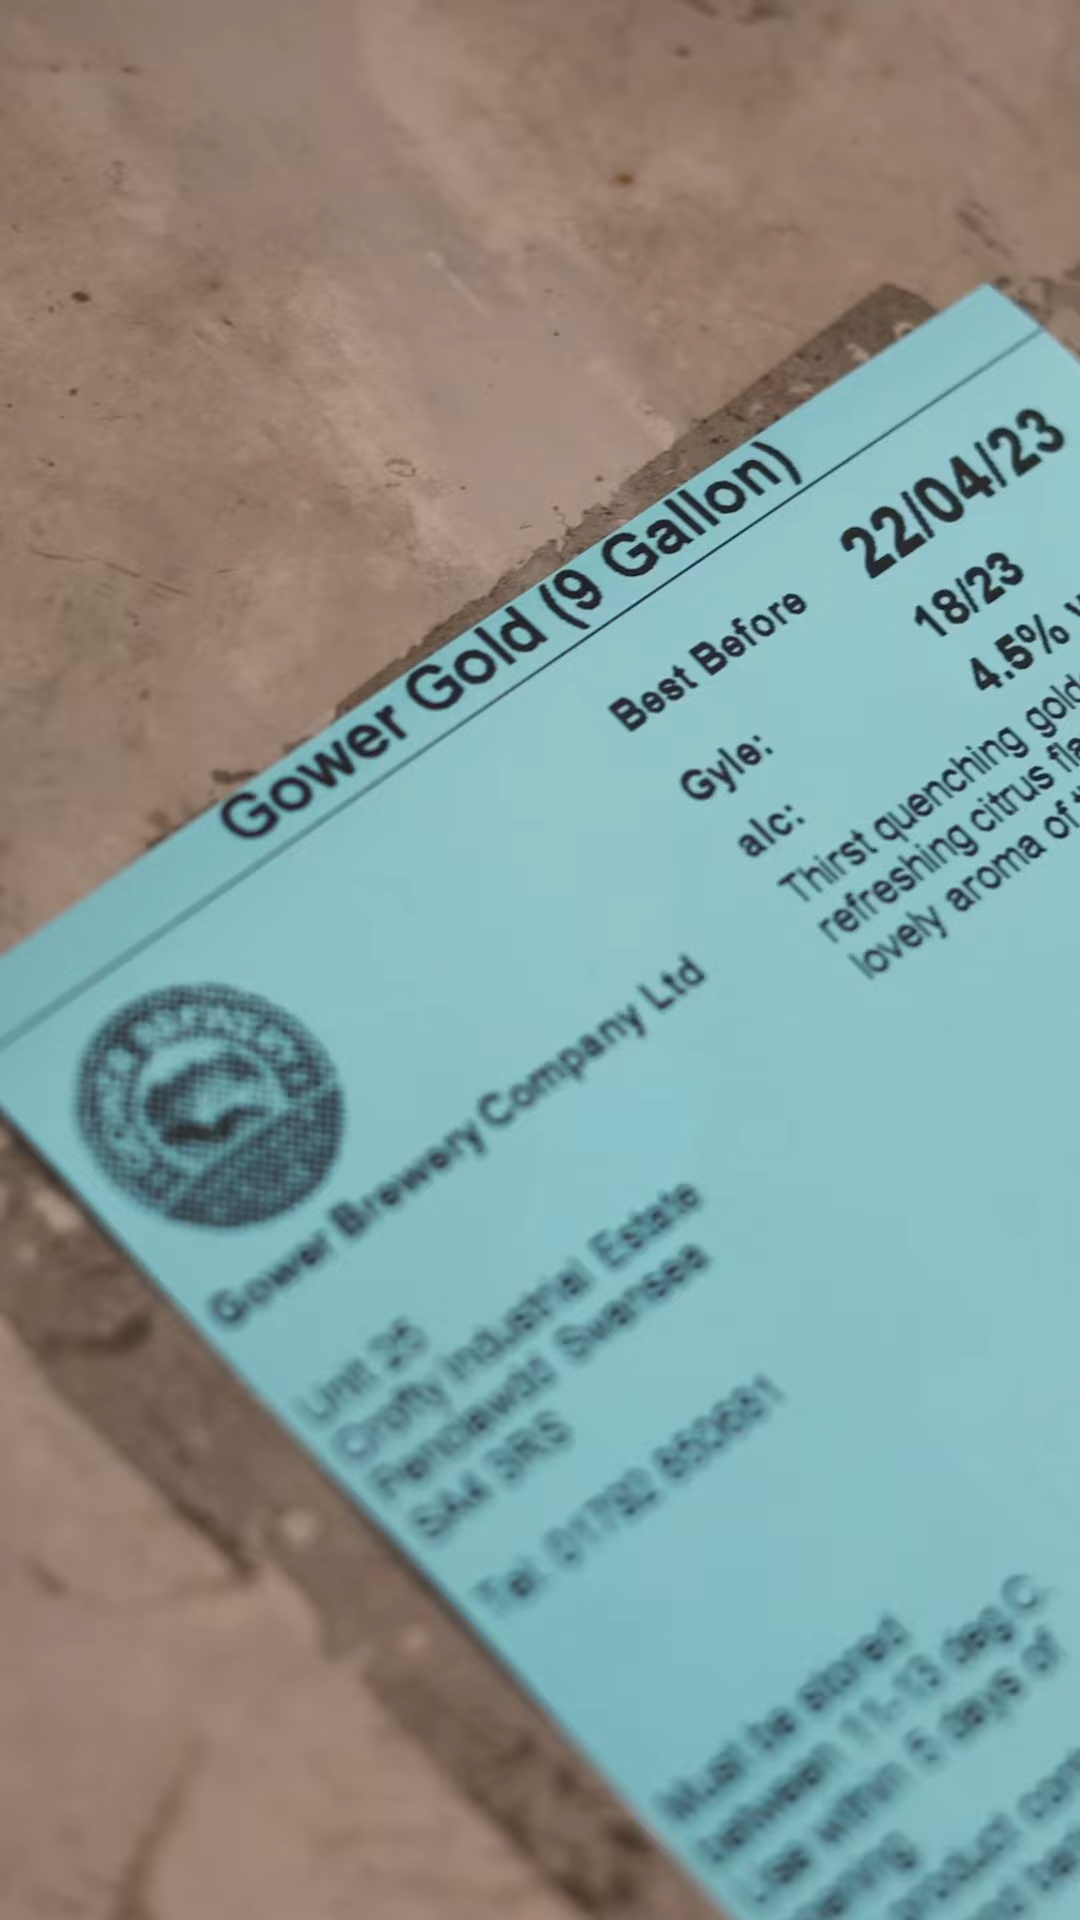 Gower Gold (9 Gallon)
Best Before 22/04/23
Gyle: 18/23
alc: 4.5%
Thirst quenching
refreshing citrus
lovely aroma of
Gower Brewery Company Ltd
Unit 25
Crofty Industrial Estate
Penclawdd Swansea
SA4 3RS
Tel: 01792 850681
Must be stored
between 11-13 deg C.
Use within 5 days of
opening
product